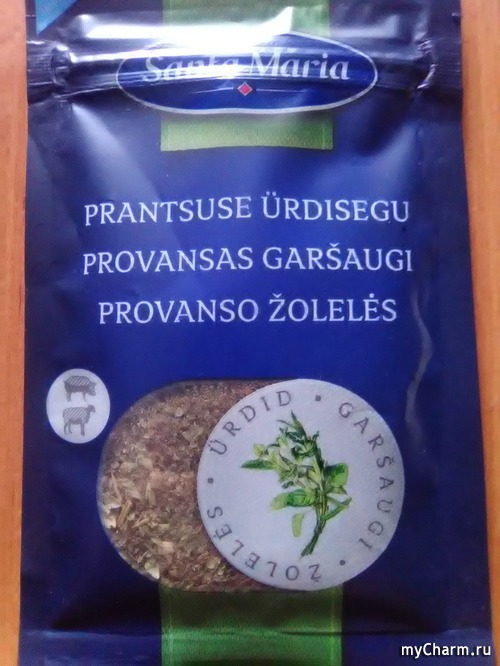 Santa Maria
PRANTSUSE ÜRDISEGU
PROVANSAS GARŠAUGI
PROVANSO ŽOLELĖS
ÜRDID • GARŠAUGI • ŽOLELĖS •
myCharm.ru